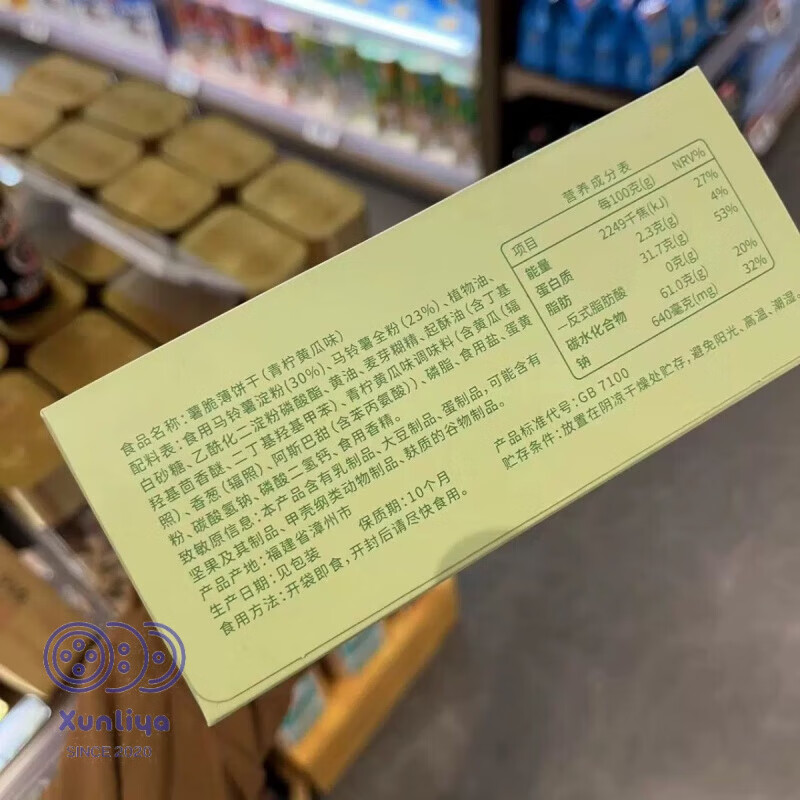 食品名称:薯脆薄饼干(青柠黄瓜味)
配料表:食用马铃薯淀粉(30%)、马铃薯全粉(23%)、植物油、
白砂糖、乙酰化二淀粉磷酸酯、黄油、麦芽糊精、起酥油(含丁基
羟基茴香醚、二丁基羟基甲苯)、青柠黄瓜味调味料(含黄瓜(辐
照)、香葱(辐照)、阿斯巴甜(含苯丙氨酸))、磷脂、食用盐、蛋黄
粉、碳酸氢钠、磷酸二氢钙、食用香精。
致敏原信息:本产品含有乳制品、大豆制品、蛋制品,可能含有
坚果及其制品、甲壳纲类动物制品、麸质的谷物制品。
产品产地:福建省漳州市
生产日期:见包装 保质期:10个月
食用方法:开袋即食,开封后请尽快食用。
营养成分表
项目 每100克(g) NRV%
能量 2249千焦(kJ) 27%
蛋白质 2.3克(g) 4%
脂肪 31.7克(g) 53%
–反式脂肪酸 0克(g)
碳水化合物 61.0克(g) 20%
钠 640毫克(mg) 32%
产品标准代号:GB 7100
贮存条件:放置在阴凉干燥处贮存,避免阳光、高温、潮湿
Xunliya
SINCE 2020